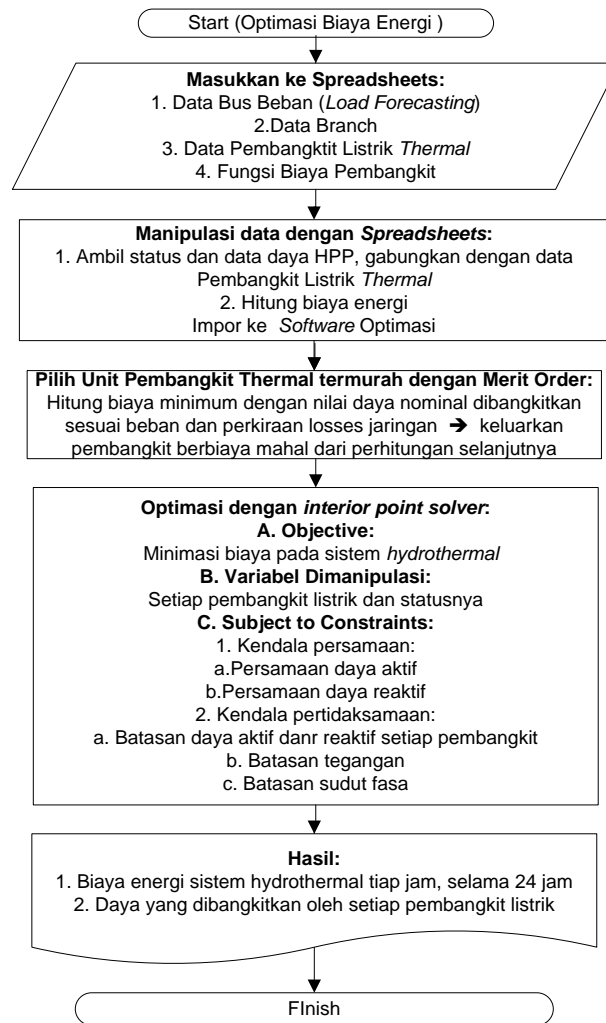 Start (Optimasi Biaya Energi )
Masukkan ke Spreadsheets:
1. Data Bus Beban (Load Forecasting)
2.Data Branch
3. Data Pembangktit Listrik Thermal
4. Fungsi Biaya Pembangkit
Manipulasi data dengan Spreadsheets:
1. Ambil status dan data daya HPP, gabungkan dengan data
Pembangkit Listrik Thermal
2. Hitung biaya energi
Impor ke Software Optimasi
Pilih Unit Pembangkit Thermal termurah dengan Merit Order:
Hitung biaya minimum dengan nilai daya nominal dibangkitkan
sesuai beban dan perkiraan losses jaringan ➔ keluarkan
pembangkit berbiaya mahal dari perhitungan selanjutnya
Optimasi dengan interior point solver:
A. Objective:
Minimasi biaya pada sistem hydrothermal
B. Variabel Dimanipulasi:
Setiap pembangkit listrik dan statusnya
C. Subject to Constraints:
1. Kendala persamaan:
a.Persamaan daya aktif
b.Persamaan daya reaktif
2. Kendala pertidaksamaan:
a. Batasan daya aktif danr reaktif setiap pembangkit
b. Batasan tegangan
c. Batasan sudut fasa
Hasil:
1. Biaya energi sistem hydrothermal tiap jam, selama 24 jam
2. Daya yang dibangkitkan oleh setiap pembangkit listrik
FInish